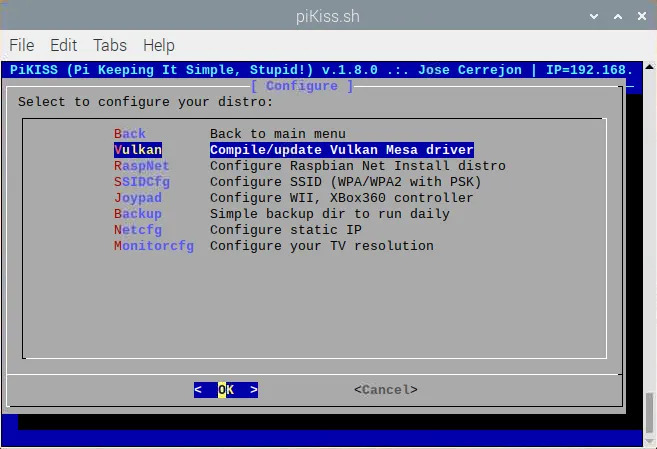 piKiss.sh
File Edit Tabs Help
PiKISS (Pi Keeping It Simple, Stupid!) v.1.8.0 .:. Jose Cerrejon | IP=192.168.
[ Configure ]
Select to configure your distro:
Back Back to main menu
Vulkan Compile/update Vulkan Mesa driver
RaspNet Configure Raspbian Net Install distro
SSIDCfg Configure SSID (WPA/WPA2 with PSK)
Joypad Configure WII, XBox360 controller
Backup Simple backup dir to run daily
Netcfg Configure static IP
Monitorcfg Configure your TV resolution
< OK > <Cancel>